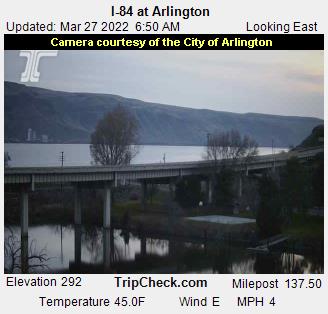 I-84 at Arlington
Updated: Mar 27 2022 6:50 AM Looking East
Camera courtesy of the City of Arlington
Elevation 292 TripCheck.com Milepost 137.50
Temperature 45.0F Wind E MPH 4